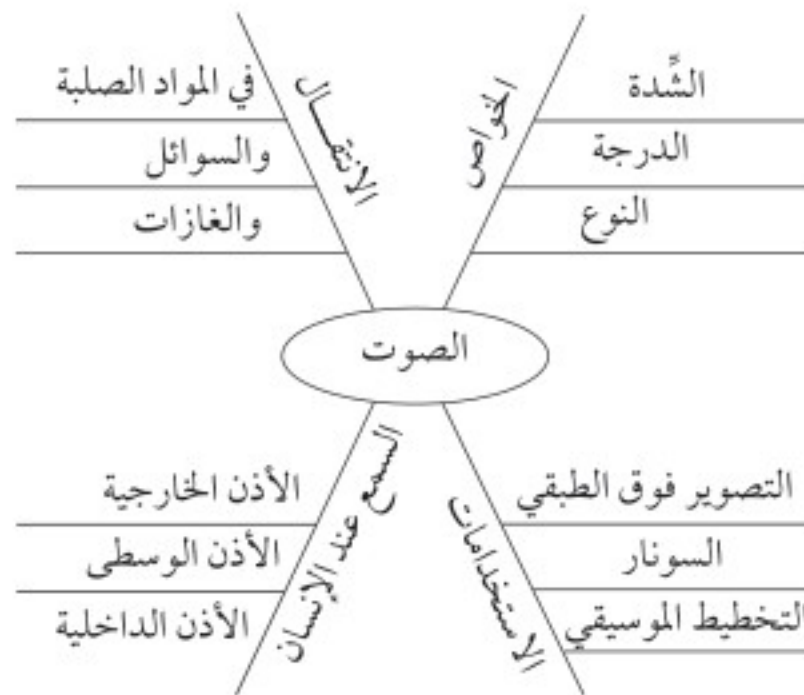 الصوت
الخواص
الشِّدة
الدرجة
النوع
الانتقال
في المواد الصلبة
والسوائل
والغازات
الاستخدامات
التصوير فوق الطبقي
السونار
التخطيط الموسيقي
السمع عند الإنسان
الأذن الخارجية
الأذن الوسطى
الأذن الداخلية